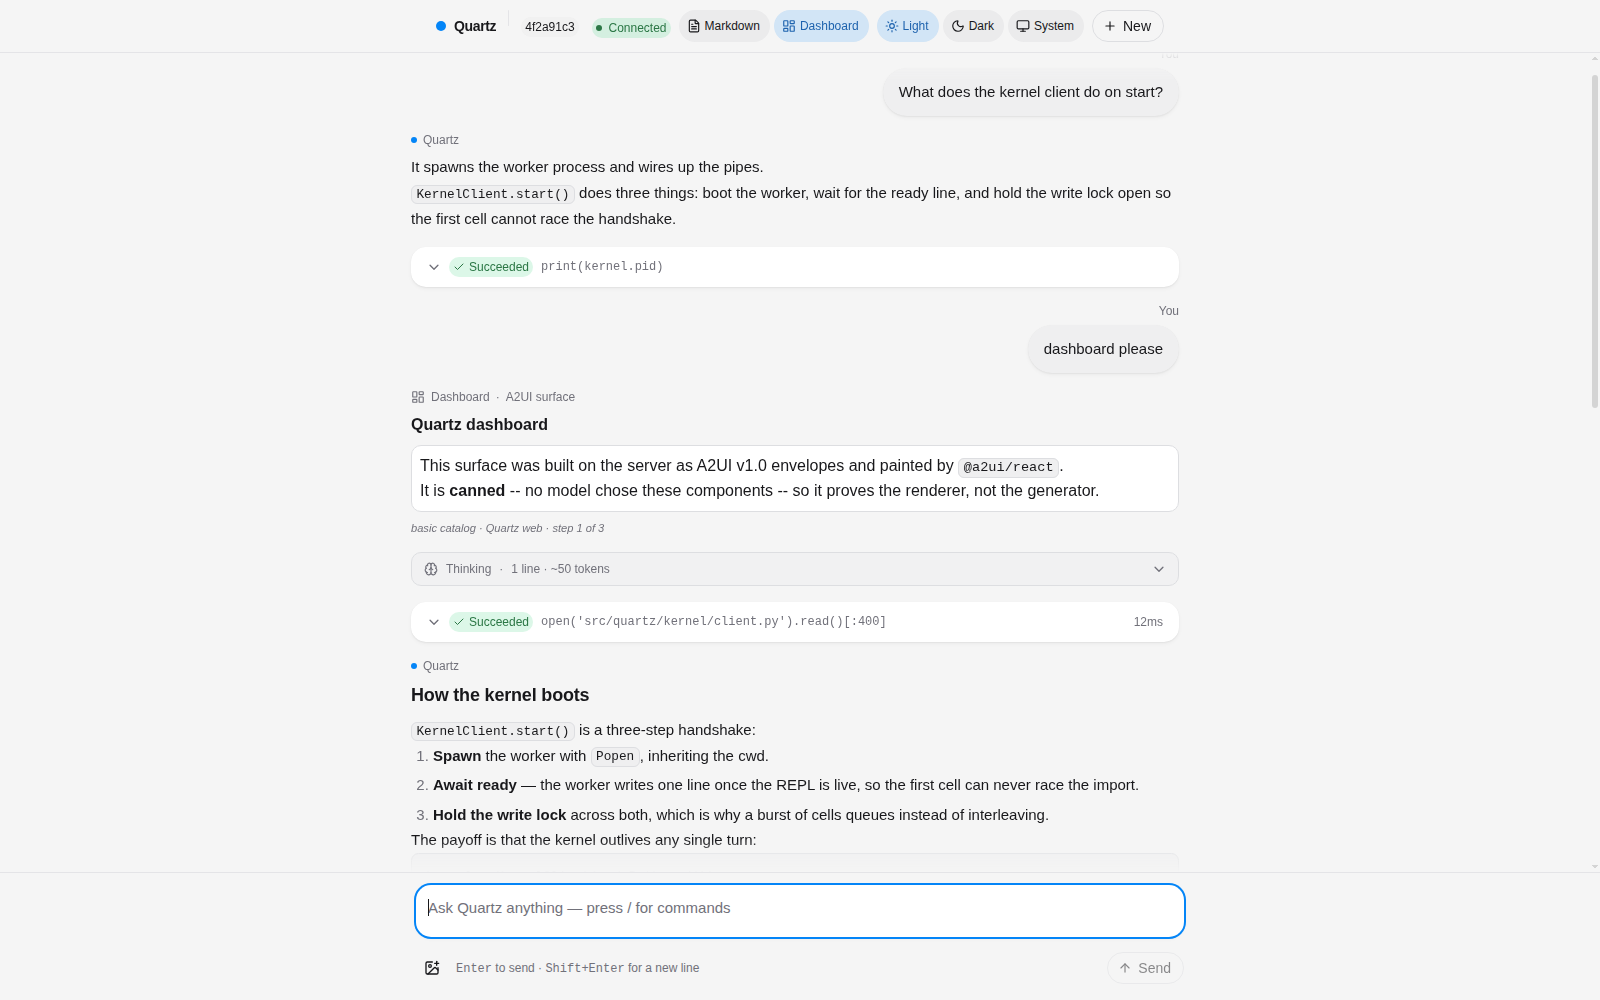 Quartz
4f2a91c3
Connected
Markdown
Dashboard
Light
Dark
System
New
What does the kernel client do on start?
Quartz
It spawns the worker process and wires up the pipes.
KernelClient.start() does three things: boot the worker, wait for the ready line, and hold the write lock open so
the first cell cannot race the handshake.
Succeeded print(kernel.pid)
You
dashboard please
Dashboard · A2UI surface
Quartz dashboard
This surface was built on the server as A2UI v1.0 envelopes and painted by @a2ui/react.
It is canned -- no model chose these components -- so it proves the renderer, not the generator.
basic catalog · Quartz web · step 1 of 3
Thinking · 1 line · ~50 tokens
Succeeded open('src/quartz/kernel/client.py').read()[:400] 12ms
Quartz
How the kernel boots
KernelClient.start() is a three-step handshake:
1. Spawn the worker with Popen, inheriting the cwd.
2. Await ready — the worker writes one line once the REPL is live, so the first cell can never race the import.
3. Hold the write lock across both, which is why a burst of cells queues instead of interleaving.
The payoff is that the kernel outlives any single turn:
Ask Quartz anything — press / for commands
Enter to send · Shift+Enter for a new line
Send